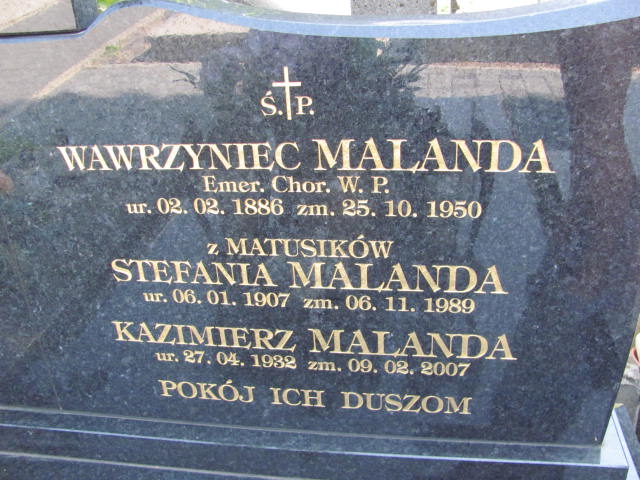 Ś.P.
WAWRZYNIEC MALANDA
Emer. Chor. W. P.
ur. 02. 02. 1886 zm. 25. 10. 1950
z MATUSIKÓW
STEFANIA MALANDA
ur. 06. 01. 1907 zm. 06. 11. 1989
KAZIMIERZ MALANDA
ur. 27. 04. 1932 zm. 09. 02. 2007
POKÓJ ICH DUSZOM